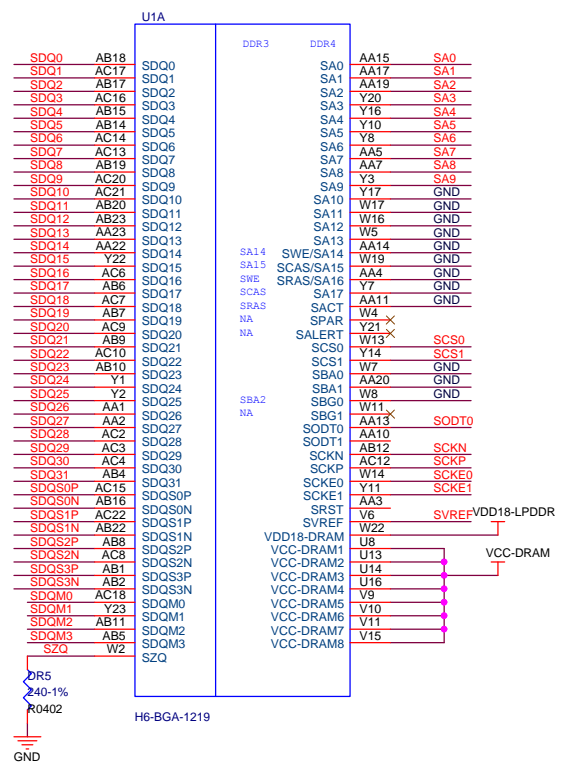 U1A
DDR3 DDR4
SDQ0 AB18 SDQ0 SA0 AA15 SA0
SDQ1 AC17 SDQ1 SA1 AA17 SA1
SDQ2 AB17 SDQ2 SA2 AA19 SA2
SDQ3 AC16 SDQ3 SA3 Y20 SA3
SDQ4 AB15 SDQ4 SA4 Y16 SA4
SDQ5 AB14 SDQ5 SA5 Y10 SA5
SDQ6 AC14 SDQ6 SA6 Y8 SA6
SDQ7 AC13 SDQ7 SA7 AA5 SA7
SDQ8 AB19 SDQ8 SA8 AA7 SA8
SDQ9 AC20 SDQ9 SA9 Y3 SA9
SDQ10 AC21 SDQ10 SA10 Y17 GND
SDQ11 AB20 SDQ11 SA11 W17 GND
SDQ12 AB23 SDQ12 SA12 W16 GND
SDQ13 AA23 SDQ13 SA13 W5 GND
SDQ14 AA22 SDQ14 SA14 SWE/SA14 AA14 GND
SDQ15 Y22 SDQ15 SA15 SCAS/SA15 W19 GND
SDQ16 AC6 SDQ16 SWE SRAS/SA16 AA4 GND
SDQ17 AB6 SDQ17 SCAS SA17 Y7 GND
SDQ18 AC7 SDQ18 SRAS SACT AA11 GND
SDQ19 AB7 SDQ19 NA SPAR W4
SDQ20 AC9 SDQ20 NA SALERT Y21
SDQ21 AB9 SDQ21 SCS0 W13 SCS0
SDQ22 AC10 SDQ22 SCS1 Y14 SCS1
SDQ23 AB10 SDQ23 SBA0 W7 GND
SDQ24 Y1 SDQ24 SBA1 AA20 GND
SDQ25 Y2 SDQ25 SBA2 SBG0 W8 GND
SDQ26 AA1 SDQ26 NA SBG1 W11
SDQ27 AA2 SDQ27 SODT0 AA13 SODT0
SDQ28 AC2 SDQ28 SODT1 AA10
SDQ29 AC3 SDQ29 SCKN AB12 SCKN
SDQ30 AC4 SDQ30 SCKP AC12 SCKP
SDQ31 AB4 SDQ31 SCKE0 W14 SCKE0
SDQS0P AC15 SDQS0P SCKE1 Y11 SCKE1
SDQS0N AB16 SDQS0N SRST AA3
SDQS1P AC22 SDQS1P SVREF V6 SVREF VDD18-LPDDR
SDQS1N AB22 SDQS1N VDD18-DRAM W22
SDQS2P AB8 SDQS2P VCC-DRAM1 U8
SDQS2N AC8 SDQS2N VCC-DRAM2 U13 VCC-DRAM
SDQS3P AB1 SDQS3P VCC-DRAM3 U14
SDQS3N AB2 SDQS3N VCC-DRAM4 U16
SDQM0 AC18 SDQM0 VCC-DRAM5 V9
SDQM1 Y23 SDQM1 VCC-DRAM6 V10
SDQM2 AB11 SDQM2 VCC-DRAM7 V11
SDQM3 AB5 SDQM3 VCC-DRAM8 V15
SZQ W2 SZQ
DR5
240-1%
R0402
GND
H6-BGA-1219